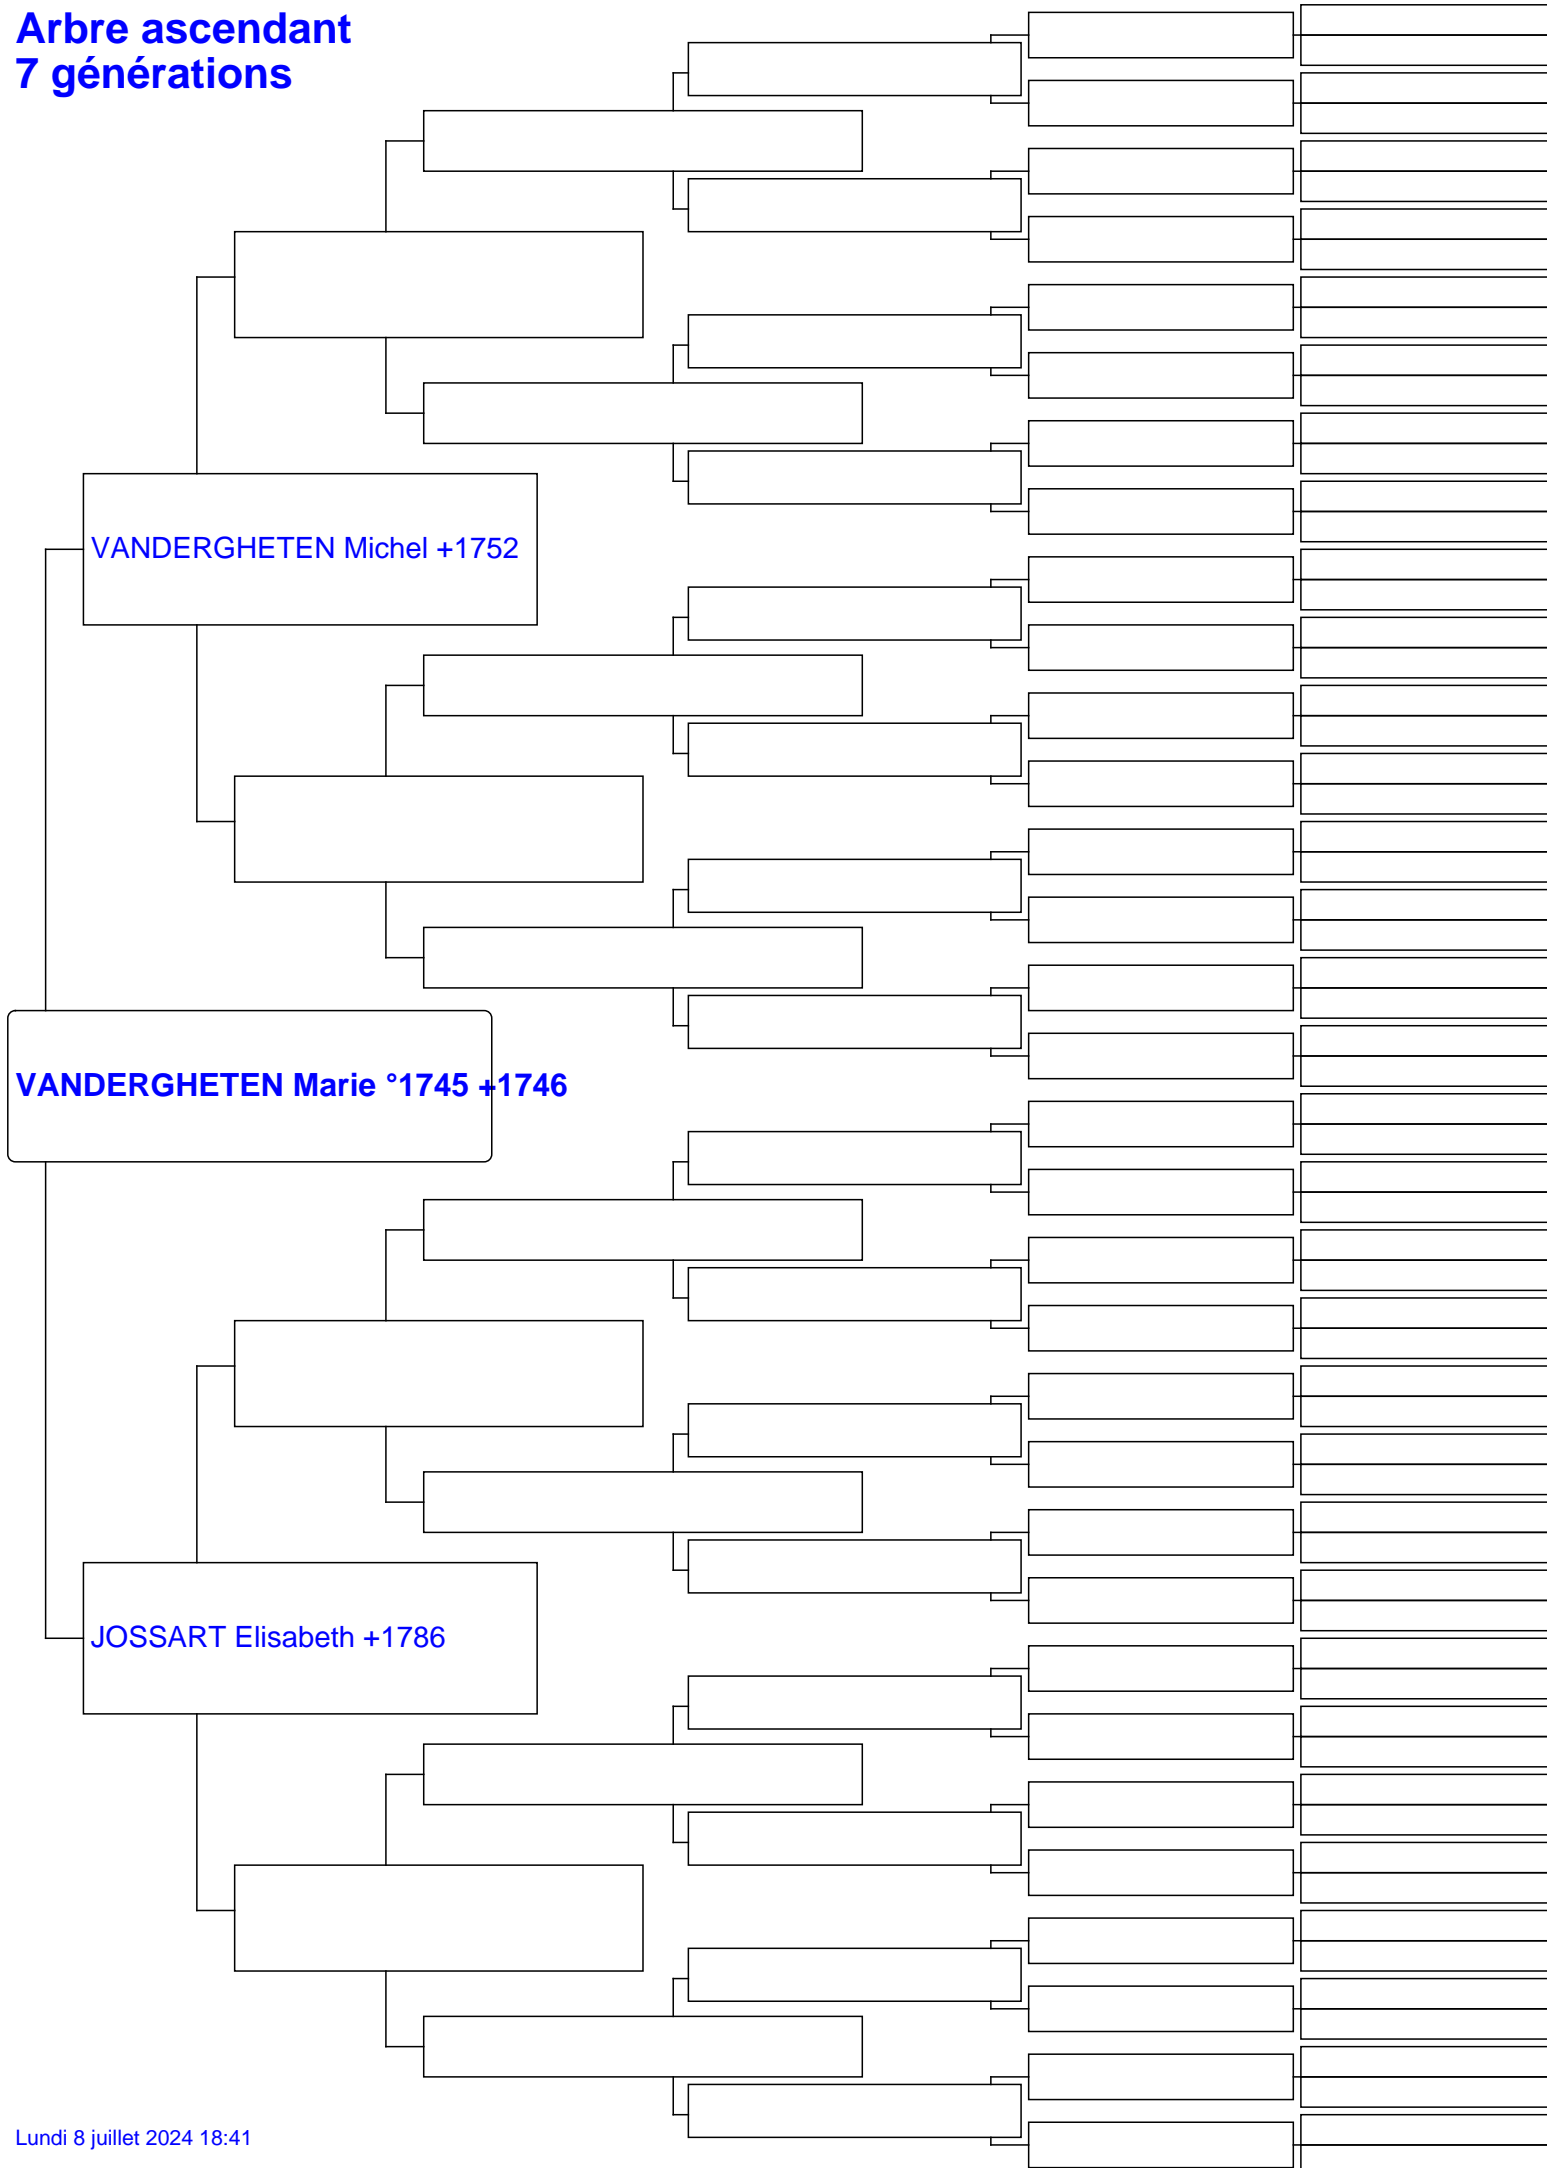 Arbre ascendant
7 générations
VANDERGHETEN Michel +1752
VANDERGHETEN Marie °1745 +1746
JOSSART Elisabeth +1786
Lundi 8 juillet 2024 18:41